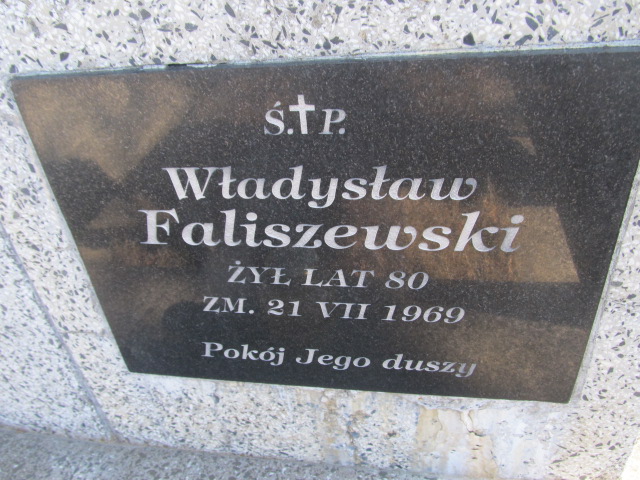 Ś.✝P.
Władysław
Faliszewski
ŻYŁ LAT 80
ZM. 21 VII 1969
Pokój Jego duszy